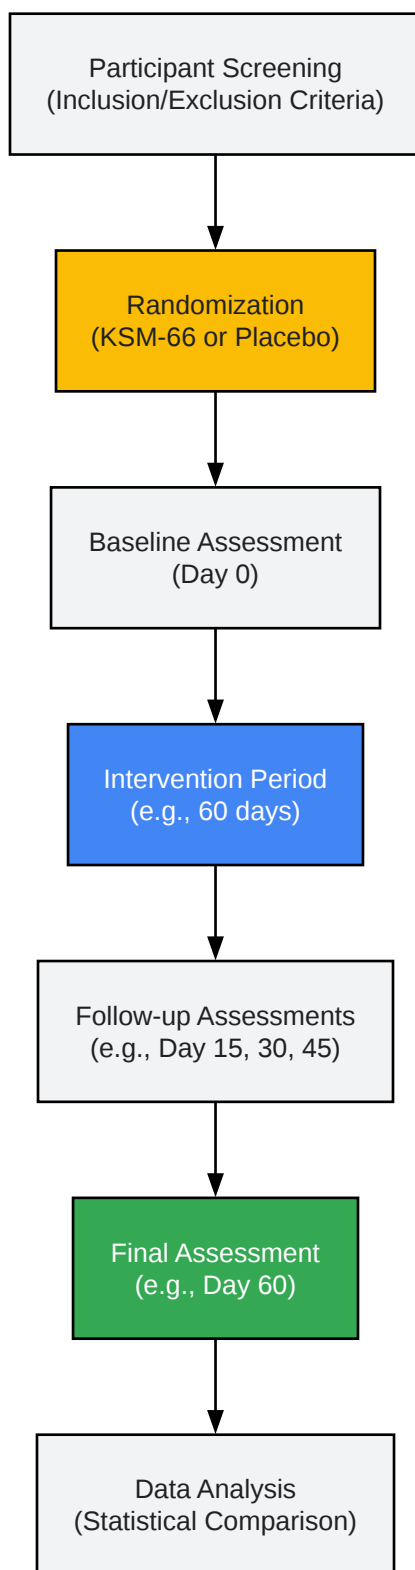 Participant Screening
(Inclusion/Exclusion Criteria)
Randomization
(KSM-66 or Placebo)
Baseline Assessment
(Day 0)
Intervention Period
(e.g., 60 days)
Follow-up Assessments
(e.g., Day 15, 30, 45)
Final Assessment
(e.g., Day 60)
Data Analysis
(Statistical Comparison)